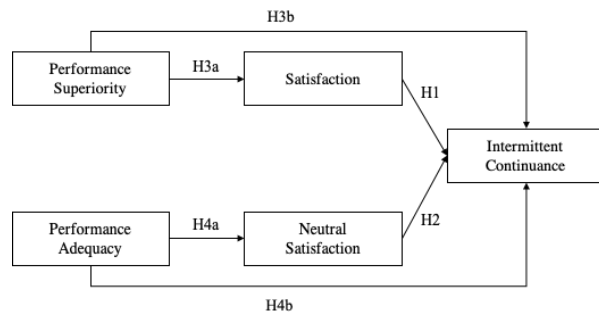 H3b
Performance
Superiority
H3a
Satisfaction
H1
Intermittent
Continuance
Performance
Adequacy
H4a
Neutral
Satisfaction
H2
H4b